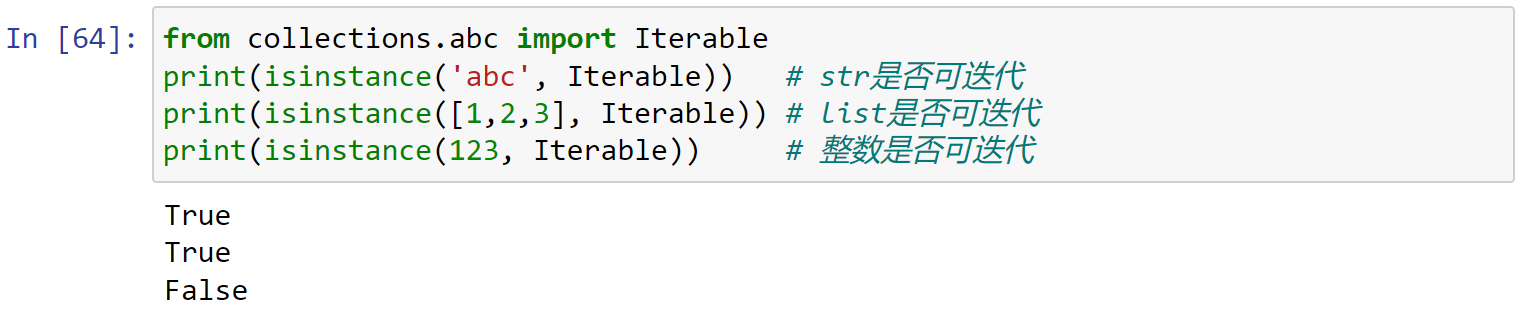 In [64]: from collections.abc import Iterable
print(isinstance('abc', Iterable))   # str是否可迭代
print(isinstance([1,2,3], Iterable)) # list是否可迭代
print(isinstance(123, Iterable))     # 整数是否可迭代
True
True
False